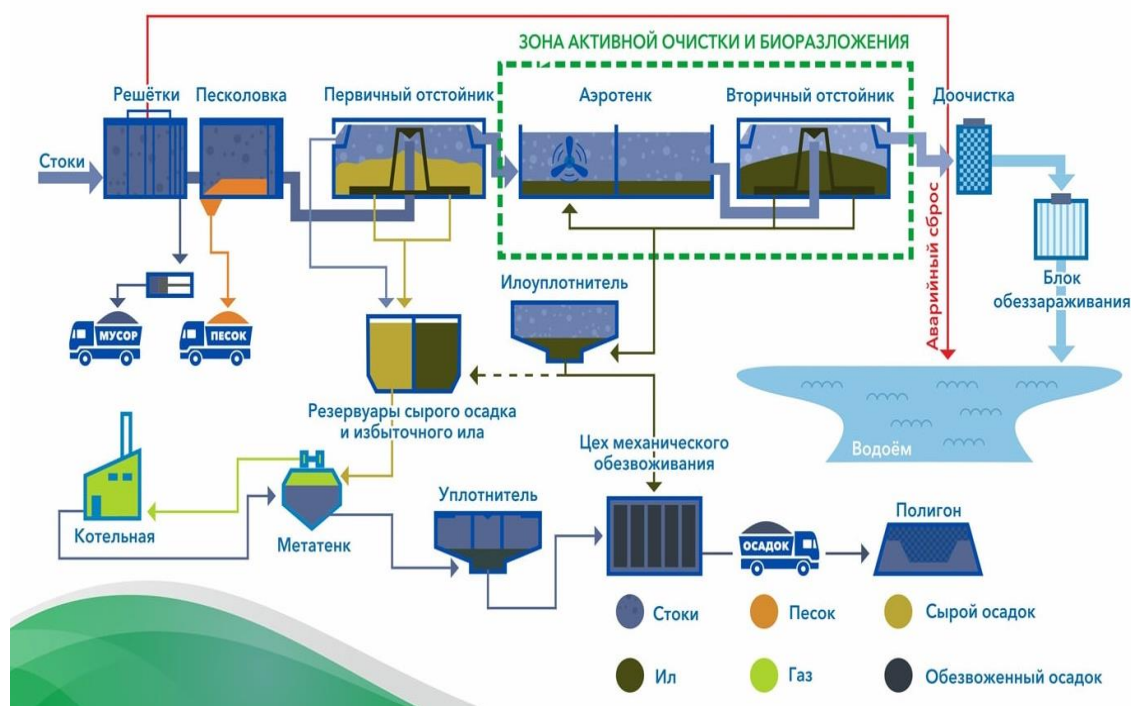 ЗОНА АКТИВНОЙ ОЧИСТКИ И БИОРАЗЛОЖЕНИЯ
Решётки
Песколовка
Первичный отстойник
Аэротенк
Вторичный отстойник
Доочистка
Стоки
Аварийный сброс
Илоуплотнитель
Блок
обеззараживания
МУСОР
ПЕСОК
Резервуары сырого осадка
и избыточного ила
Цех механического
обезвоживания
Водоём
Котельная
Метатенк
Уплотнитель
ОСАДОК
Полигон
Стоки
Песок
Сырой осадок
Ил
Газ
Обезвоженный осадок